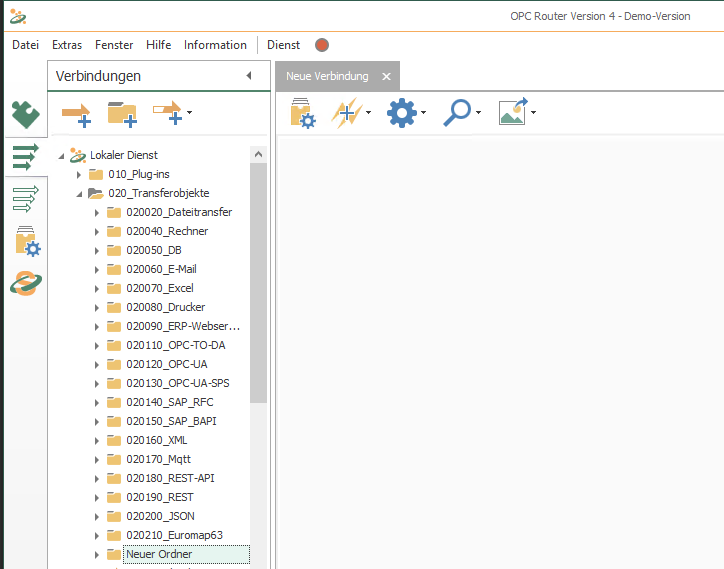 OPC Router Version 4 - Demo-Version
Datei Extras Fenster Hilfe Information Dienst
Verbindungen
Neue Verbindung
Lokaler Dienst
010_Plug-ins
020_Transferobjekte
020020_Dateitransfer
020040_Rechner
020050_DB
020060_E-Mail
020070_Excel
020080_Drucker
020090_ERP-Webser...
020110_OPC-TO-DA
020120_OPC-UA
020130_OPC-UA-SPS
020140_SAP_RFC
020150_SAP_BAPI
020160_XML
020170_Mqtt
020180_REST-API
020190_REST
020200_JSON
020210_Euromap63
Neuer Ordner